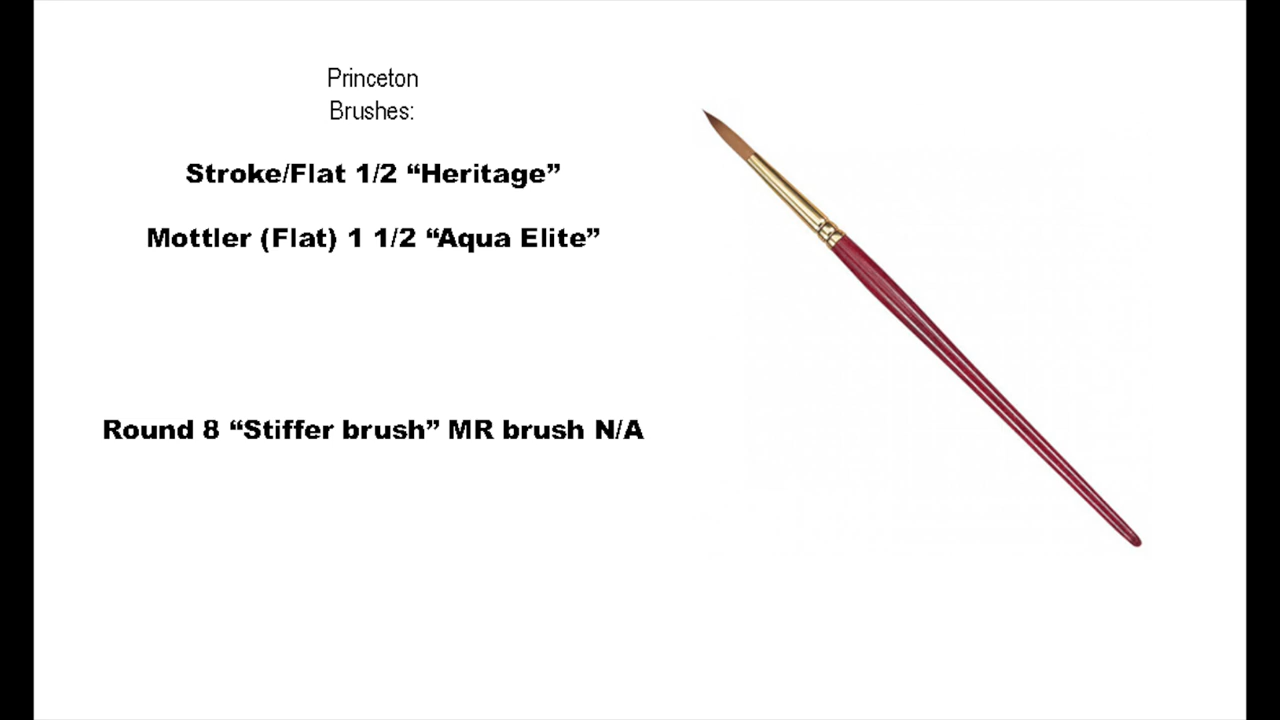 Princeton
Brushes:
Stroke/Flat 1/2 “Heritage”
Mottler (Flat) 1 1/2 “Aqua Elite”
Round 8 “Stiffer brush” MR brush N/A